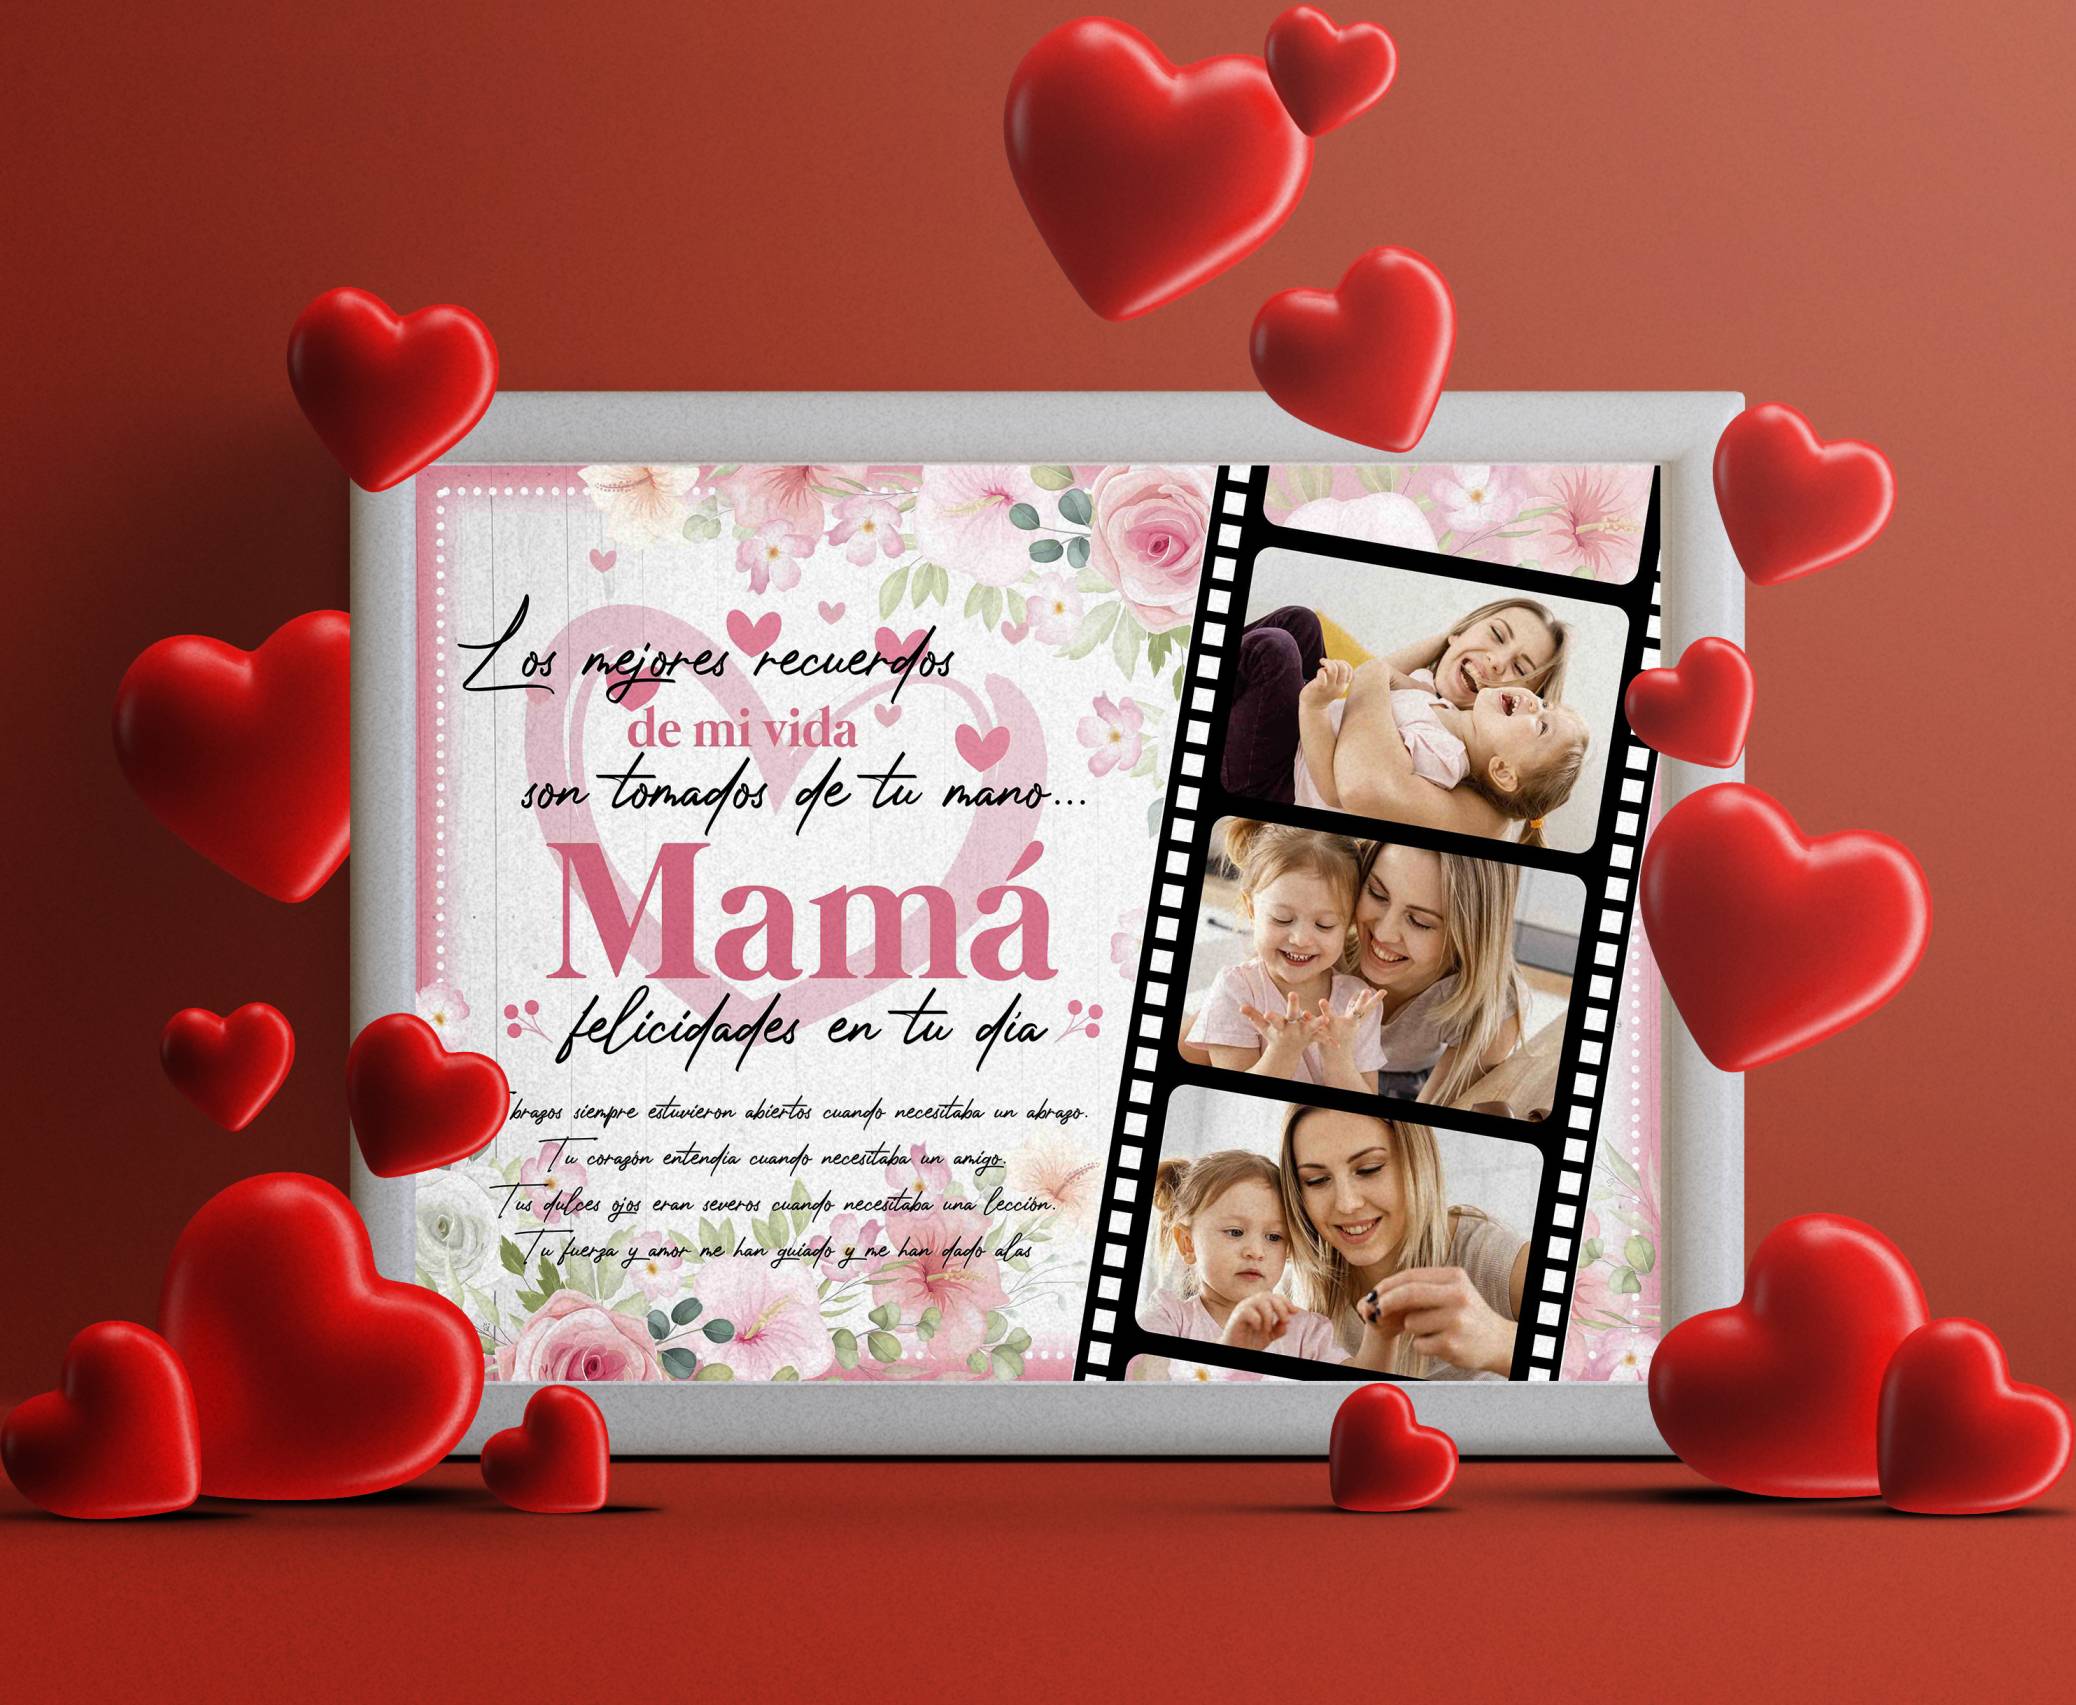 Los mejores recuerdos
de mi vida
son tomados de tu mano...
Mamá
felicidades en tu día
brazos siempre estuvieron abiertos cuando necesitaba un abrazo.
Tu corazón entendía cuando necesitaba un amigo.
Tus dulces ojos eran severos cuando necesitaba una lección.
Tu fuerza y amor me han guiado y me han dado alas